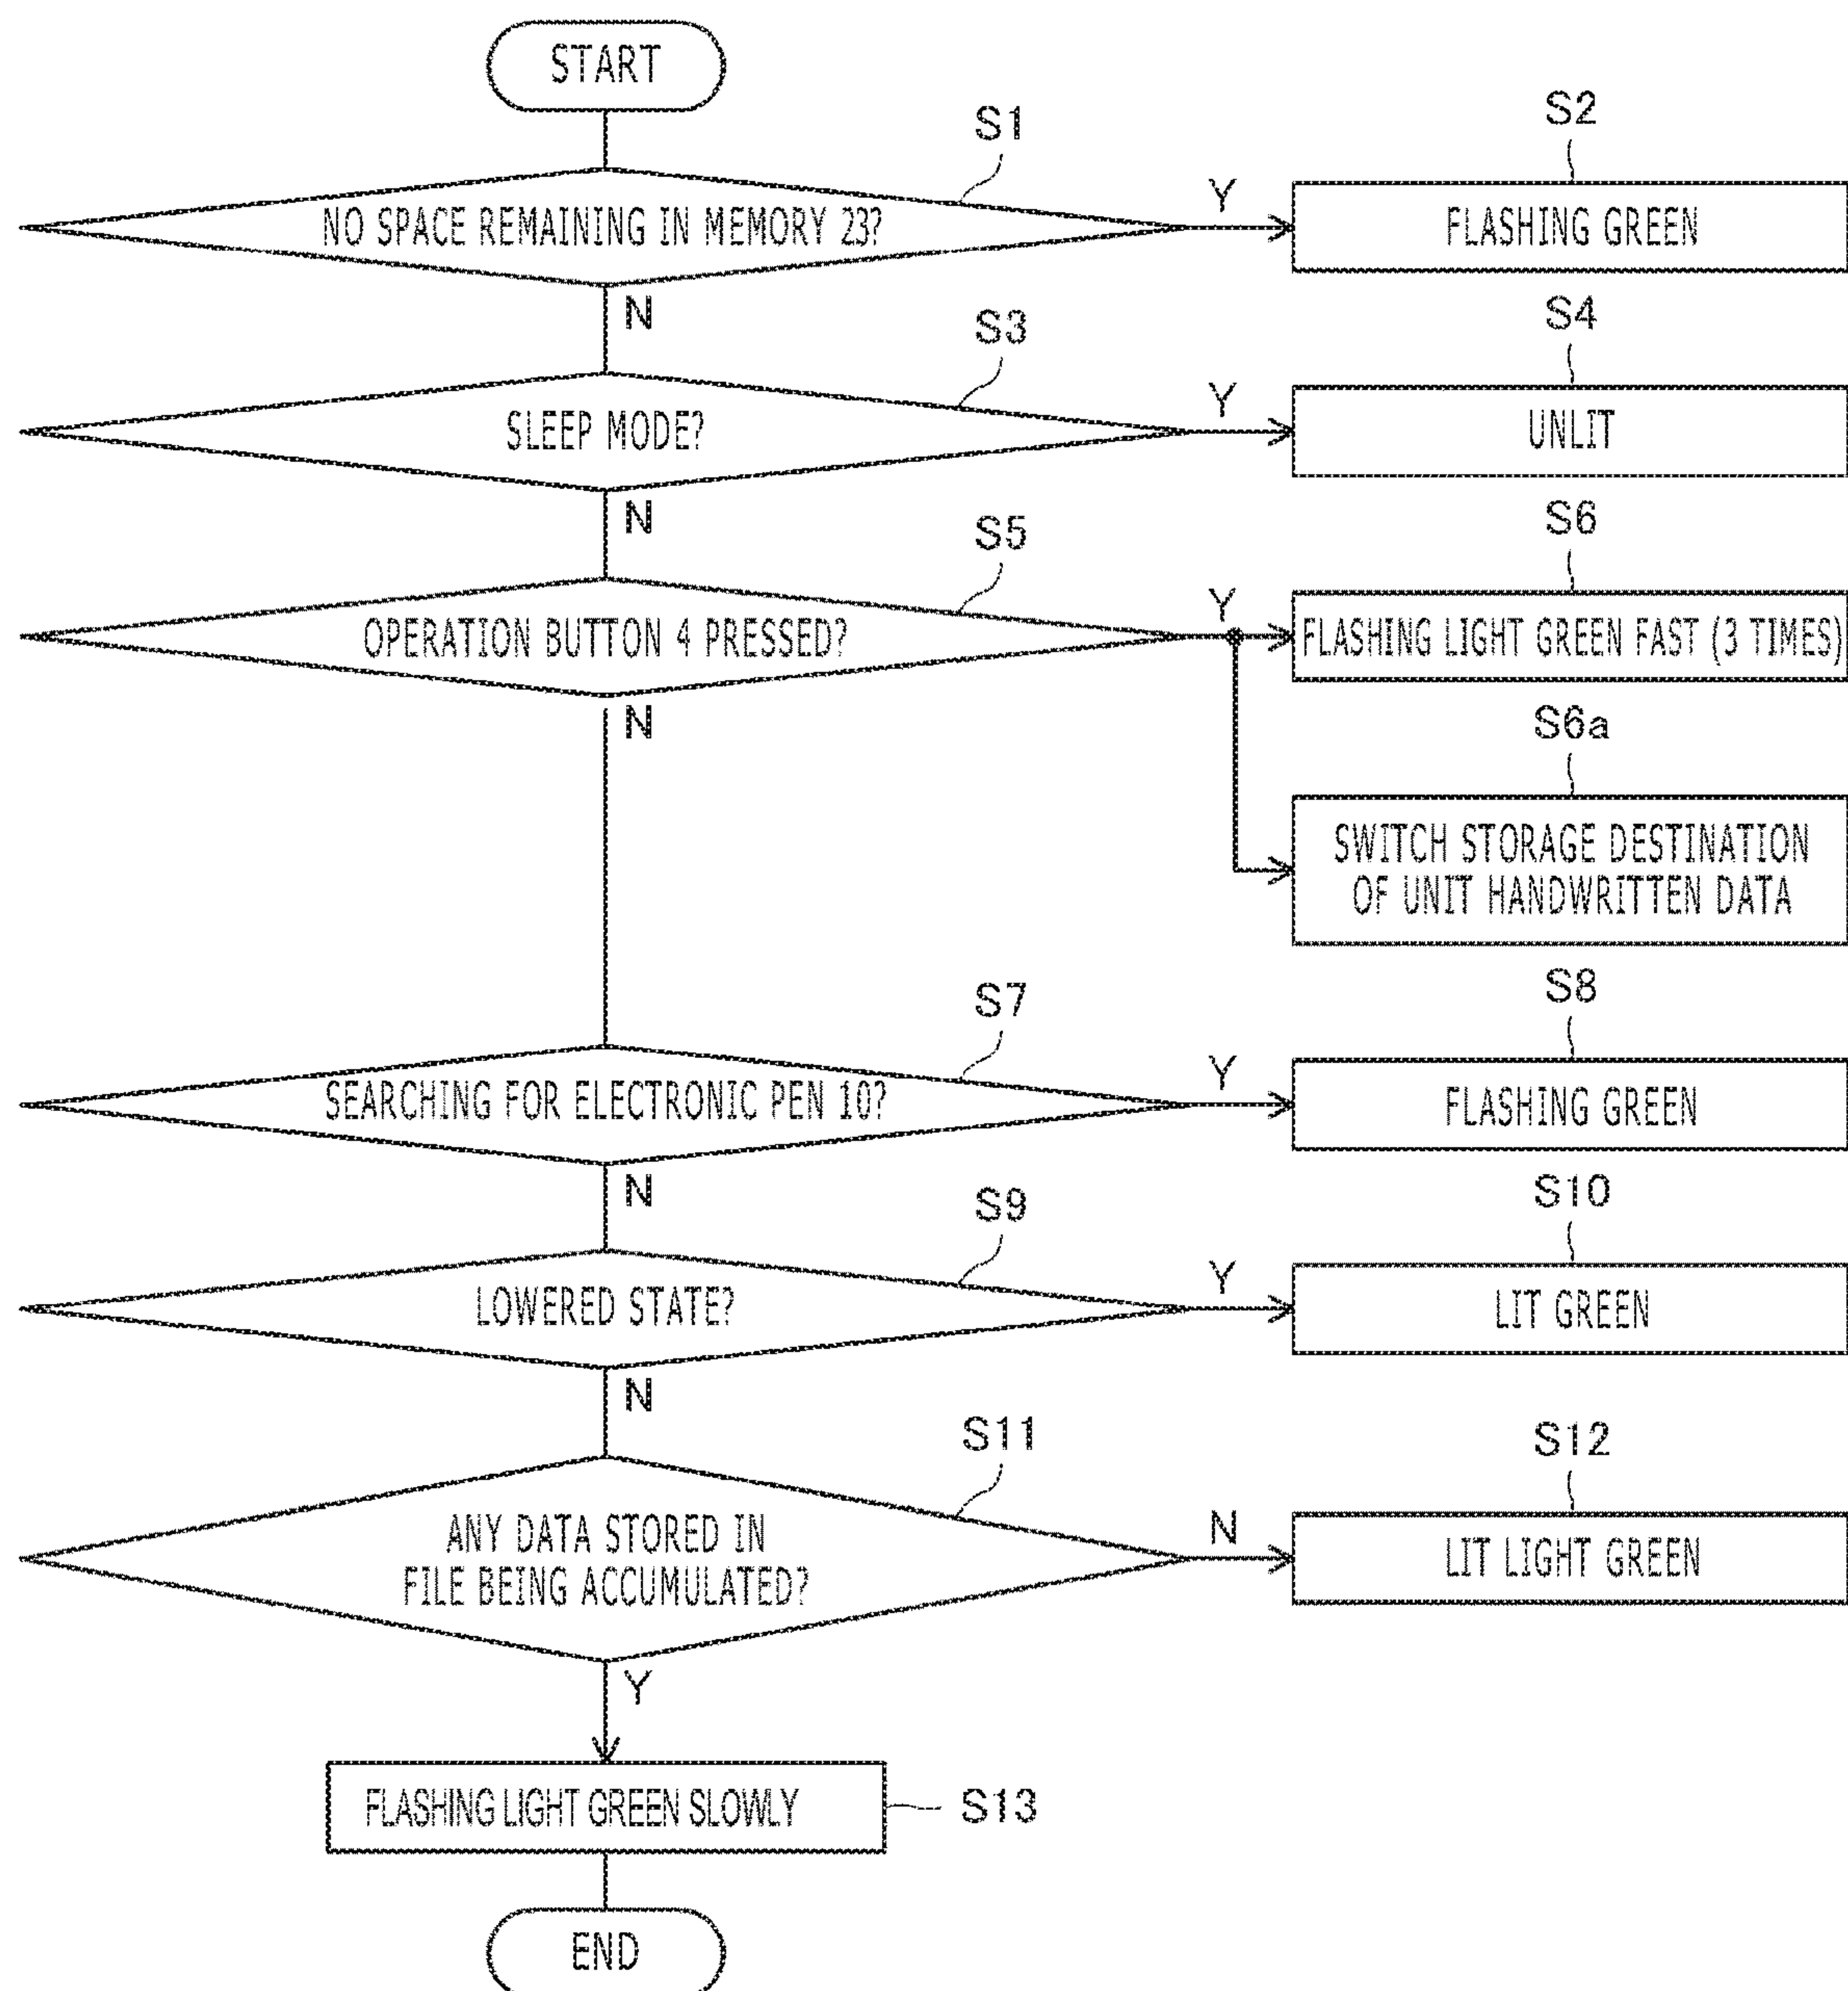 START
S1
S2
NO SPACE REMAINING IN MEMORY 23?
Y
FLASHING GREEN
N
S3
S4
SLEEP MODE?
Y
UNLIT
N
S5
S6
OPERATION BUTTON 4 PRESSED?
Y
FLASHING LIGHT GREEN FAST (3 TIMES)
N
S6a
SWITCH STORAGE DESTINATION
OF UNIT HANDWRITTEN DATA
S7
S8
SEARCHING FOR ELECTRONIC PEN 10?
Y
FLASHING GREEN
N
S9
S10
LOWERED STATE?
Y
LIT GREEN
N
S11
S12
ANY DATA STORED IN
FILE BEING ACCUMULATED?
N
LIT LIGHT GREEN
Y
FLASHING LIGHT GREEN SLOWLY
S13
END